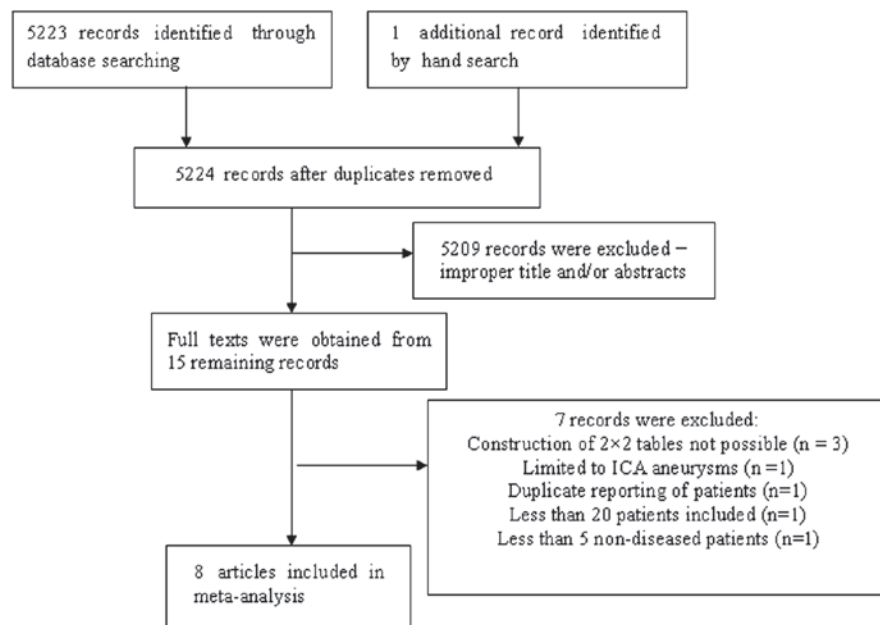 5223 records identified through
database searching
1 additional record identified
by hand search
5224 records after duplicates removed
5209 records were excluded –
improper title and/or abstracts
Full texts were obtained from
15 remaining records
7 records were excluded:
Construction of 2×2 tables not possible (n = 3)
Limited to ICA aneurysms (n =1)
Duplicate reporting of patients (n=1)
Less than 20 patients included (n=1)
Less than 5 non-diseased patients (n=1)
8 articles included in
meta-analysis